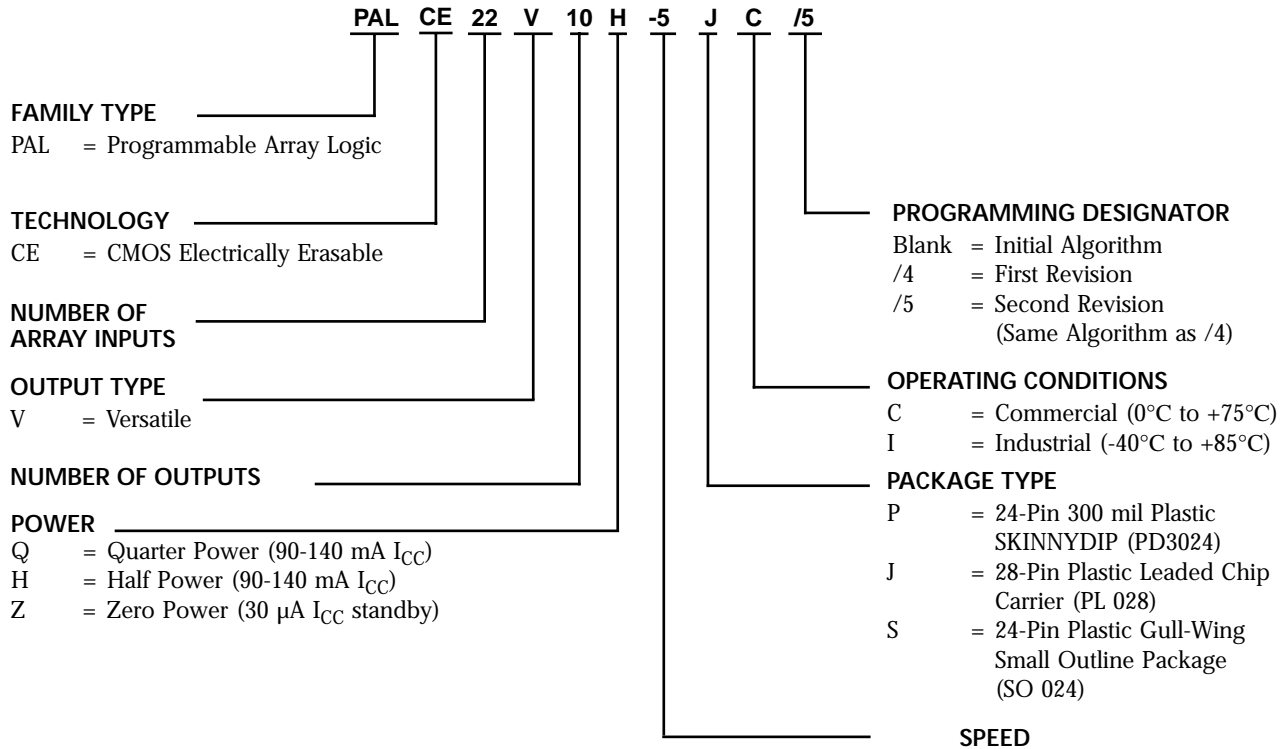 PAL CE 22 V 10 H -5 J C /5
FAMILY TYPE
PAL = Programmable Array Logic
TECHNOLOGY
CE = CMOS Electrically Erasable
NUMBER OF
ARRAY INPUTS
OUTPUT TYPE
V = Versatile
NUMBER OF OUTPUTS
POWER
Q = Quarter Power (90-140 mA ICC)
H = Half Power (90-140 mA ICC)
Z = Zero Power (30 µA ICC standby)
PROGRAMMING DESIGNATOR
Blank = Initial Algorithm
/4 = First Revision
/5 = Second Revision
(Same Algorithm as /4)
OPERATING CONDITIONS
C = Commercial (0°C to +75°C)
I = Industrial (-40°C to +85°C)
PACKAGE TYPE
P = 24-Pin 300 mil Plastic
SKINNYDIP (PD3024)
J = 28-Pin Plastic Leaded Chip
Carrier (PL 028)
S = 24-Pin Plastic Gull-Wing
Small Outline Package
(SO 024)
SPEED